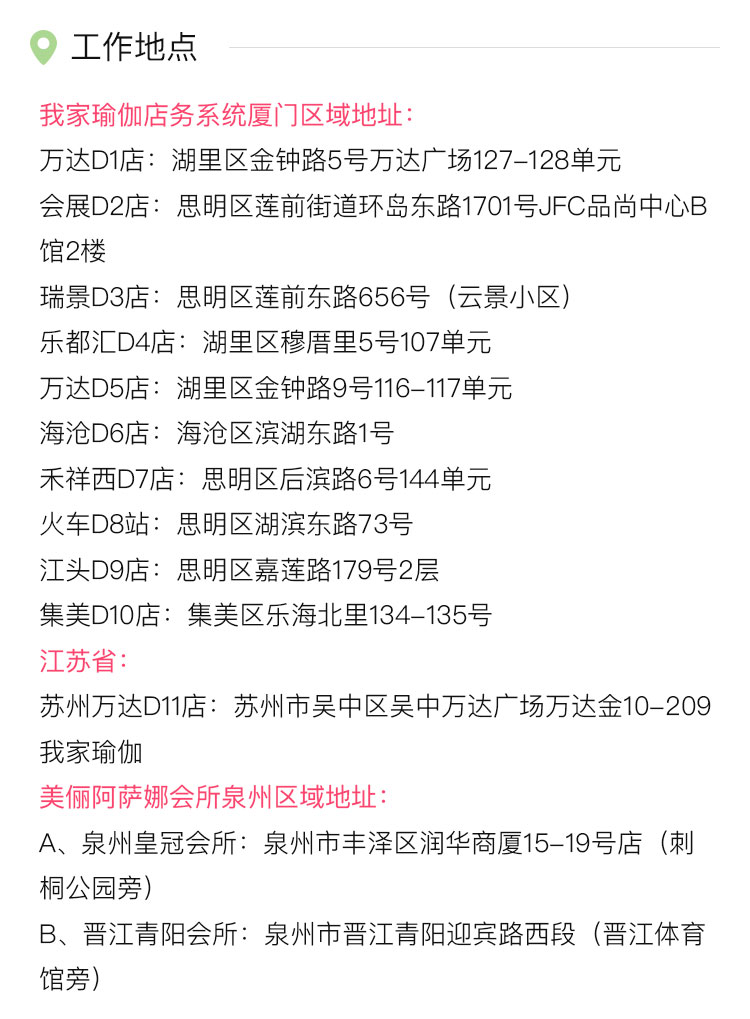 工作地点
我家瑜伽店务系统厦门区域地址：
万达D1店：湖里区金钟路5号万达广场127-128单元
会展D2店：思明区莲前街道环岛东路1701号JFC品尚中心B
馆2楼
瑞景D3店：思明区莲前东路656号（云景小区）
乐都汇D4店：湖里区穆厝里5号107单元
万达D5店：湖里区金钟路9号116-117单元
海沧D6店：海沧区滨湖东路1号
禾祥西D7店：思明区后滨路6号144单元
火车D8站：思明区湖滨东路73号
江头D9店：思明区嘉莲路179号2层
集美D10店：集美区乐海北里134-135号
江苏省：
苏州万达D11店：苏州市吴中区吴中万达广场万达金10-209
我家瑜伽
美俪阿萨娜会所泉州区域地址：
A、泉州皇冠会所：泉州市丰泽区润华商厦15-19号店（刺
桐公园旁）
B、晋江青阳会所：泉州市晋江青阳迎宾路西段（晋江体育
馆旁）